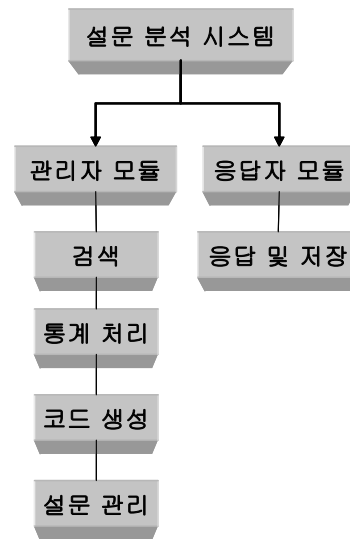 설문 분석 시스템
관리자 모듈
응답자 모듈
검색
응답 및 저장
통계 처리
코드 생성
설문 관리